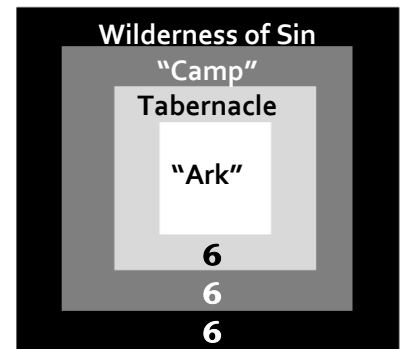 Wilderness of Sin
“Camp”
Tabernacle
“Ark”
6
6
6